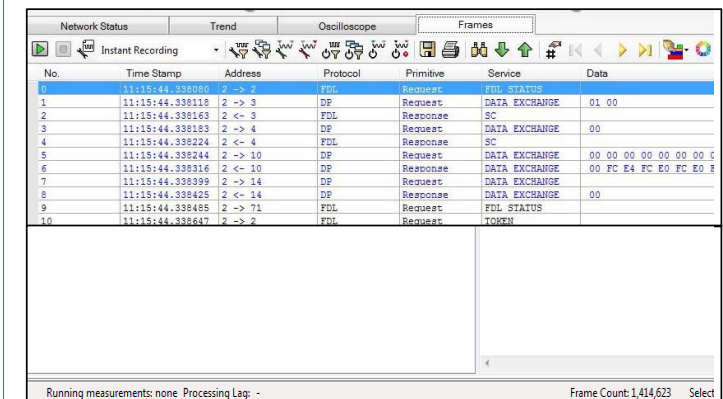 Network Status Trend Oscilloscope Frames
Instant Recording
No. Time Stamp Address Protocol Primitive Service Data
0 11:15:44.338080 2 -> 2 FDL Request FDL STATUS
1 11:15:44.338118 2 -> 3 DP Request DATA EXCHANGE 01 00
2 11:15:44.338163 2 <- 3 FDL Response SC
3 11:15:44.338183 2 -> 4 DP Request DATA EXCHANGE 00
4 11:15:44.338224 2 <- 4 FDL Response SC
5 11:15:44.338244 2 -> 10 DP Request DATA EXCHANGE 00 00 00 00 00 00 0
6 11:15:44.338316 2 <- 10 DP Response DATA EXCHANGE 00 FC E4 FC E0 FC E0
7 11:15:44.338399 2 -> 14 DP Request DATA EXCHANGE
8 11:15:44.338425 2 <- 14 DP Response DATA EXCHANGE 00
9 11:15:44.338485 2 -> 71 FDL Request FDL STATUS
10 11:15:44.338647 2 -> 2 FDL Request TOKEN
Running measurements: none Processing Lag: - Frame Count: 1,414,623 Select